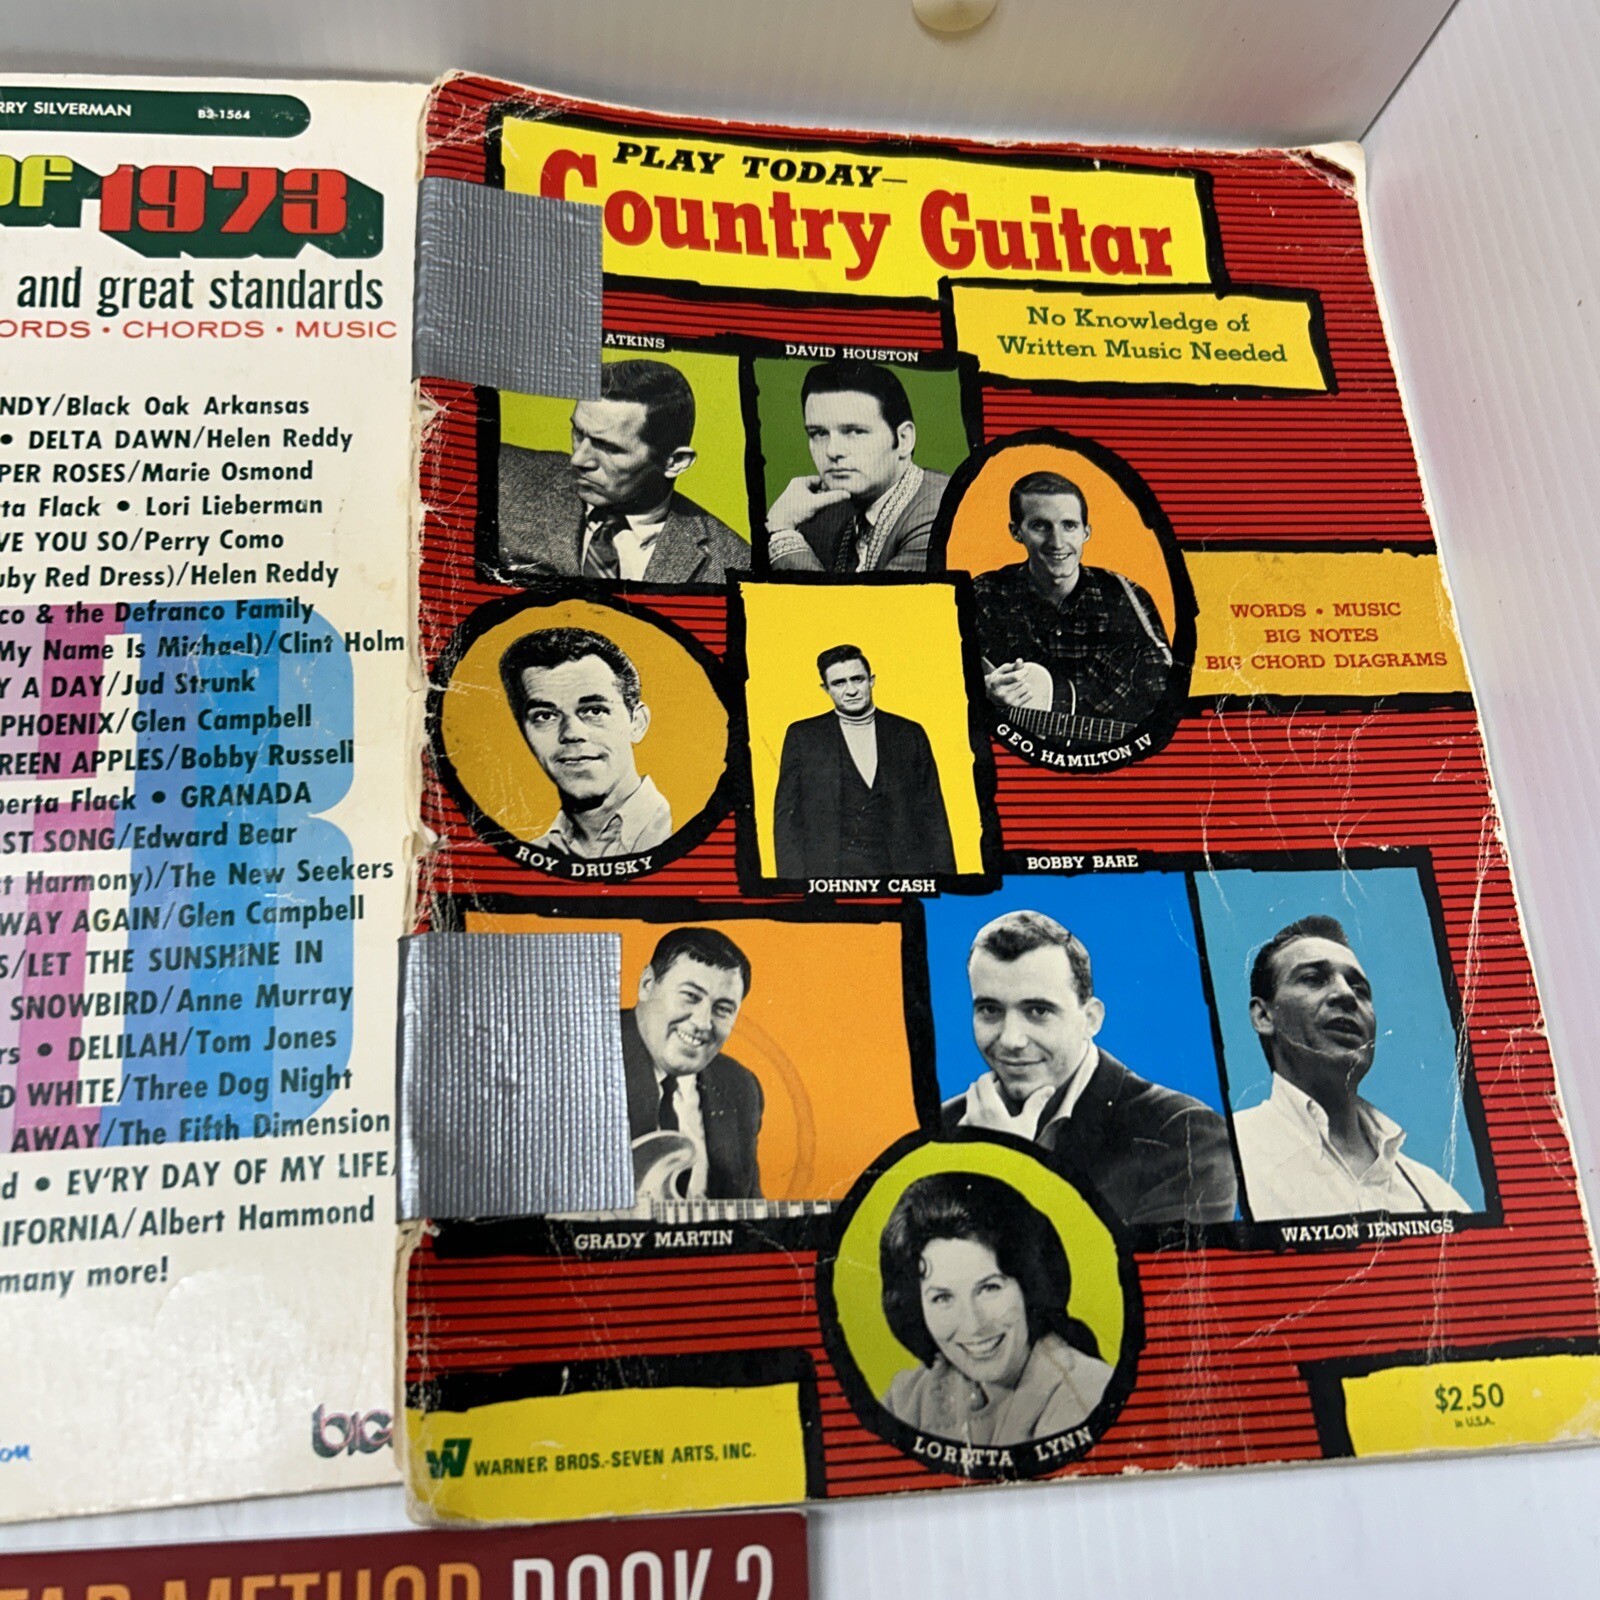 RRY SILVERMAN B3-1564
OF 1973
and great standards
ORDS • CHORDS • MUSIC
NDY/Black Oak Arkansas
• DELTA DAWN/Helen Reddy
PER ROSES/Marie Osmond
ta Flack • Lori Lieberman
VE YOU SO/Perry Como
uby Red Dress)/Helen Reddy
co & the Defranco Family
My Name Is Michael)/Clint Holm
Y A DAY/Jud Strunk
PHOENIX/Glen Campbell
REEN APPLES/Bobby Russell
berta Flack • GRANADA
AST SONG/Edward Bear
t Harmony)/The New Seekers
WAY AGAIN/Glen Campbell
S/LET THE SUNSHINE IN
SNOWBIRD/Anne Murray
rs • DELILAH/Tom Jones
D WHITE/Three Dog Night
AWAY/The Fifth Dimension
d • EV'RY DAY OF MY LIFE/
IFORNIA/Albert Hammond
many more!
big
PLAY TODAY—
Country Guitar
No Knowledge of
Written Music Needed
ATKINS
DAVID HOUSTON
GEO. HAMILTON IV
WORDS • MUSIC
BIG NOTES
BIG CHORD DIAGRAMS
ROY DRUSKY
JOHNNY CASH
BOBBY BARE
GRADY MARTIN
WAYLON JENNINGS
LORETTA LYNN
W7 WARNER BROS.-SEVEN ARTS, INC.
$2.50
in U.S.A.
TAR METHOD BOOK 2